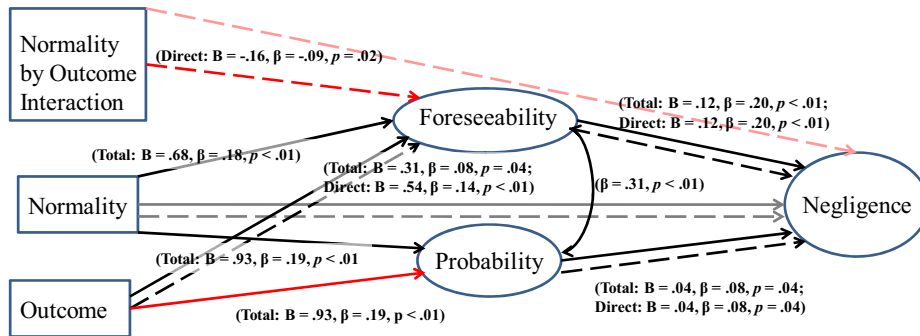 Normality
by Outcome
Interaction
(Direct: B = -.16, β = -.09, p = .02)
Foreseeability
(Total: B = .12, β = .20, p < .01;
Direct: B = .12, β = .20, p < .01)
(Total: B = .68, β = .18, p < .01)
(Total: B = .31, β = .08, p = .04;
Direct: B = .54, β = .14, p < .01)
(β = .31, p < .01)
Normality
Negligence
(Total: B = .93, β = .19, p < .01
Probability
Outcome
(Total: B = .93, β = .19, p < .01)
(Total: B = .04, β = .08, p = .04;
Direct: B = .04, β = .08, p = .04)